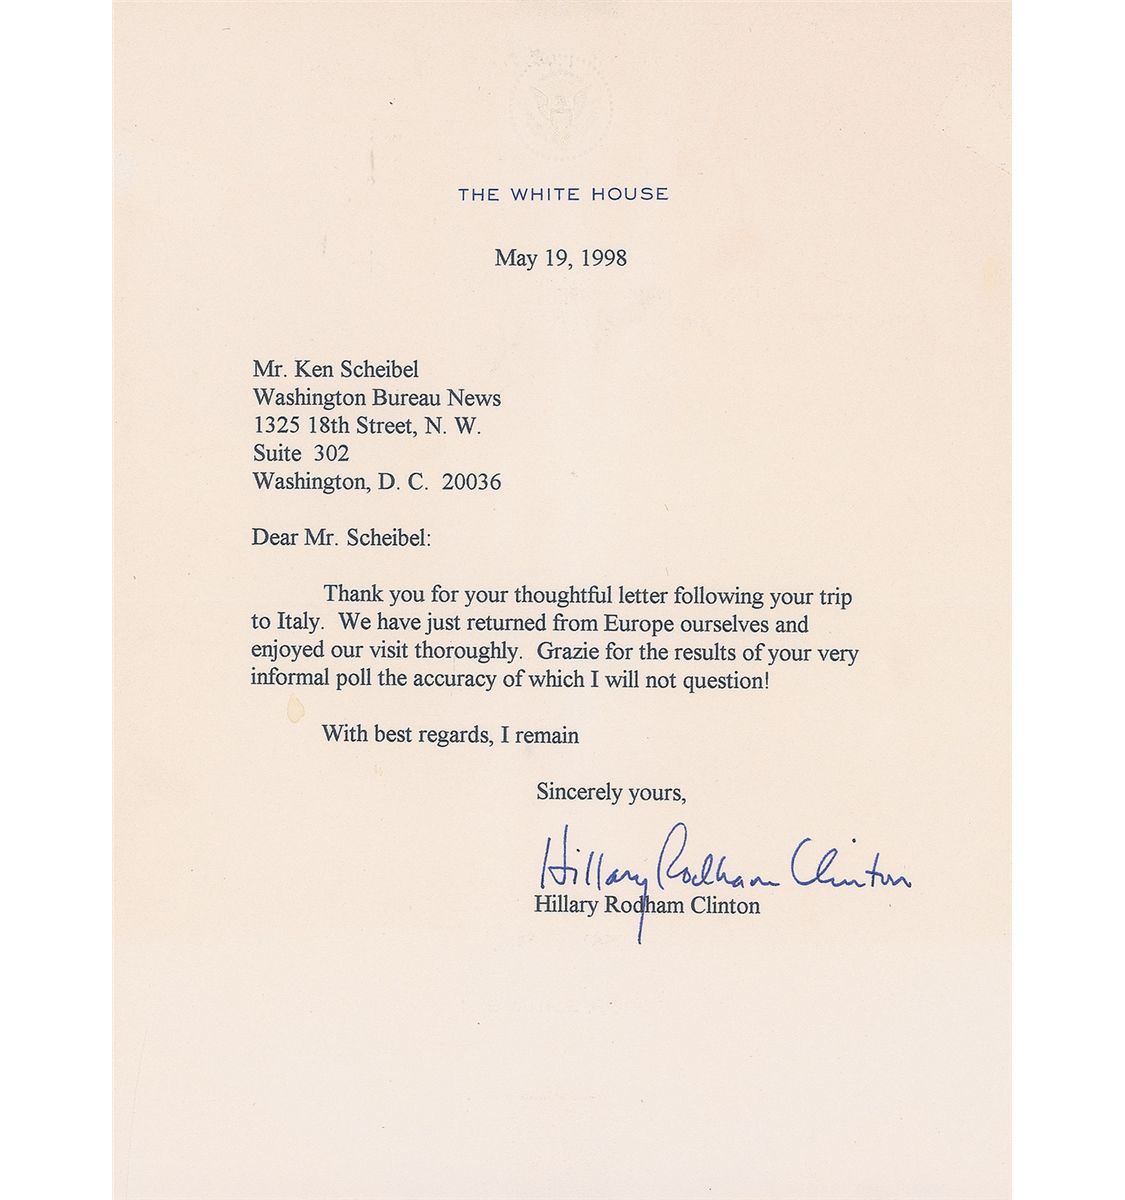 THE WHITE HOUSE
May 19, 1998
Mr. Ken Scheibel
Washington Bureau News
1325 18th Street, N. W.
Suite 302
Washington, D. C. 20036
Dear Mr. Scheibel:
Thank you for your thoughtful letter following your trip
to Italy. We have just returned from Europe ourselves and
enjoyed our visit thoroughly. Grazie for the results of your very
informal poll the accuracy of which I will not question!
With best regards, I remain
Sincerely yours,
Hillary Rodham Clinton
Hillary Rodham Clinton